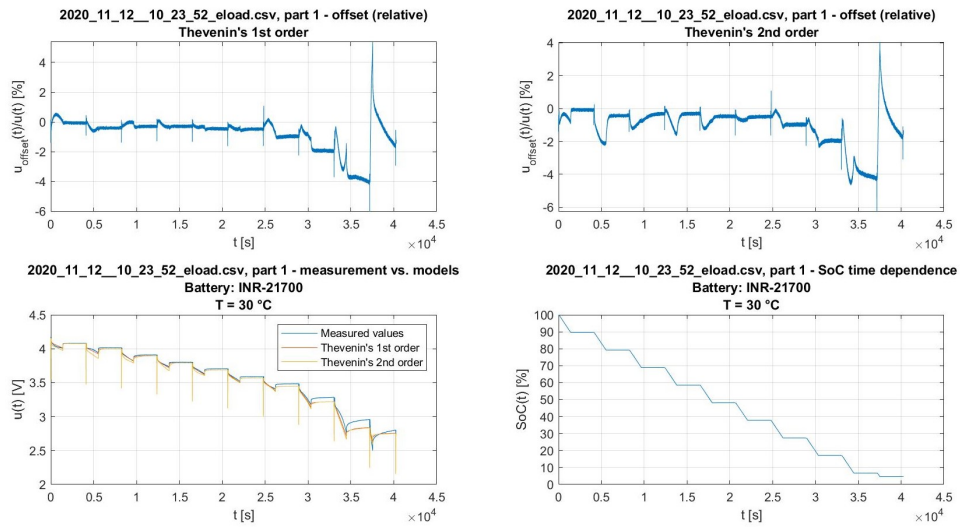 2020_11_12__10_23_52_eload.csv, part 1 - offset (relative)
Thevenin's 1st order
4
2
0
-2
-4
-6
u_offset(t)/u(t) [%]
0 0.5 1 1.5 2 2.5 3 3.5 4 4.5
t [s]
×10^4
2020_11_12__10_23_52_eload.csv, part 1 - offset (relative)
Thevenin's 2nd order
4
2
0
-2
-4
-6
u_offset(t)/u(t) [%]
0 0.5 1 1.5 2 2.5 3 3.5 4 4.5
t [s]
×10^4
2020_11_12__10_23_52_eload.csv, part 1 - measurement vs. models
Battery: INR-21700
T = 30 °C
4.5
4
3.5
3
2.5
2
u(t) [V]
Measured values
Thevenin's 1st order
Thevenin's 2nd order
0 0.5 1 1.5 2 2.5 3 3.5 4 4.5
t [s]
×10^4
2020_11_12__10_23_52_eload.csv, part 1 - SoC time dependence
Battery: INR-21700
T = 30 °C
100
90
80
70
60
50
40
30
20
10
0
SoC(t) [%]
0 0.5 1 1.5 2 2.5 3 3.5 4 4.5
t [s]
×10^4